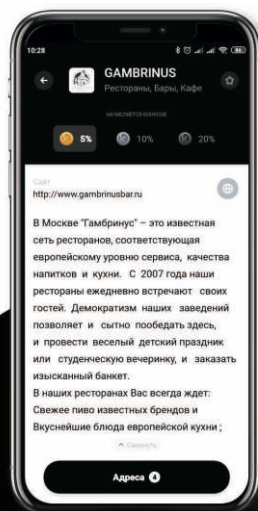 10:28
86
GAMBRINUS
Рестораны, Бары, Кафе
НАЧИСЛЯЕТСЯ БОНУСОВ
5%
10%
20%
Сайт
http://www.gambrinusbar.ru
В Москве "Гамбринус" – это известная
сеть ресторанов, соответствующая
европейскому уровню сервиса, качества
напитков и кухни. С 2007 года наши
рестораны ежедневно встречают своих
гостей. Демократизм наших заведений
позволяет и сытно пообедать здесь,
и провести веселый детский праздник
или студенческую вечеринку, и заказать
изысканный банкет.
В наших ресторанах Вас всегда ждет:
Свежее пиво известных брендов и
Вкуснейшие блюда европейской кухни ;
Свернуть
Адреса 4